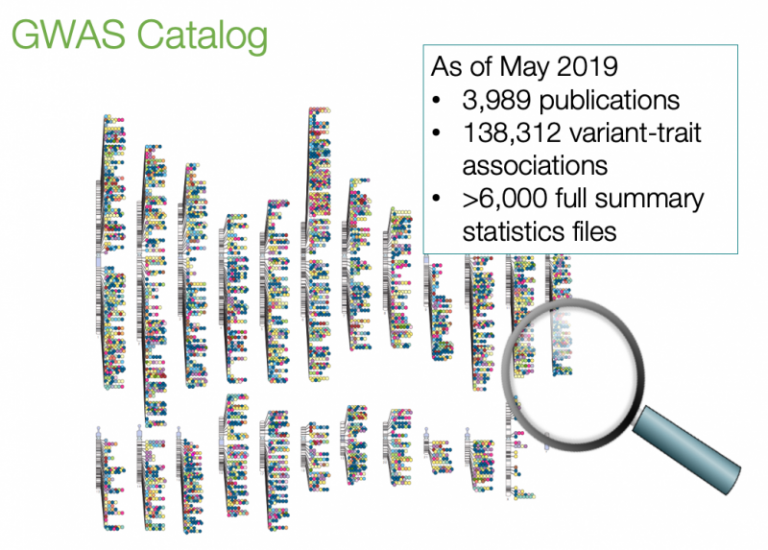 GWAS Catalog
As of May 2019
• 3,989 publications
• 138,312 variant-trait
associations
• >6,000 full summary
statistics files